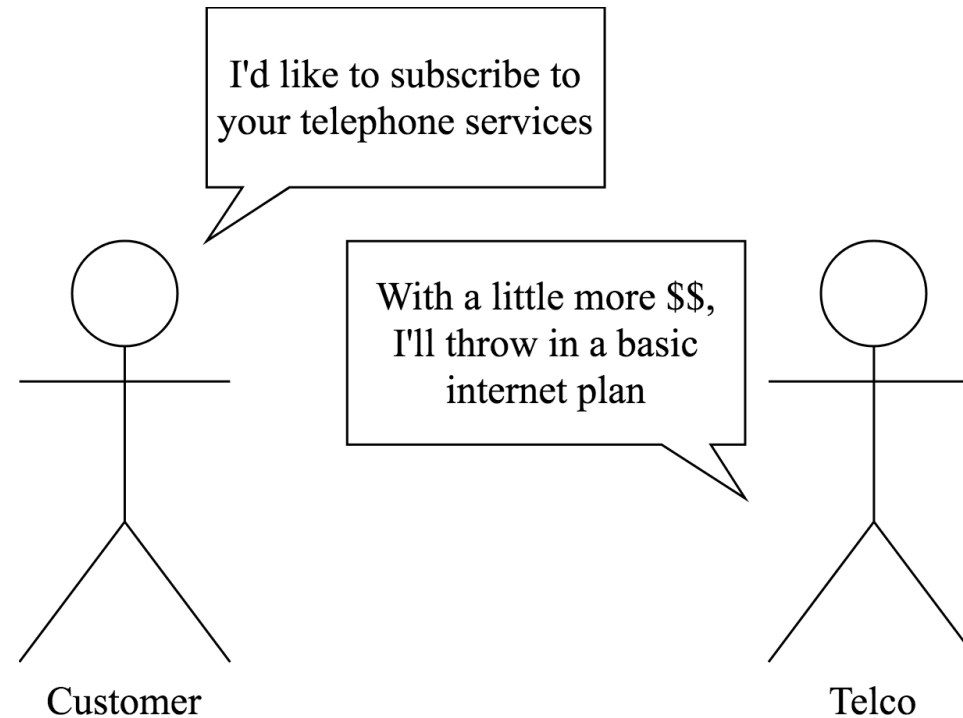 I'd like to subscribe to
your telephone services
With a little more $$,
I'll throw in a basic
internet plan
Customer
Telco